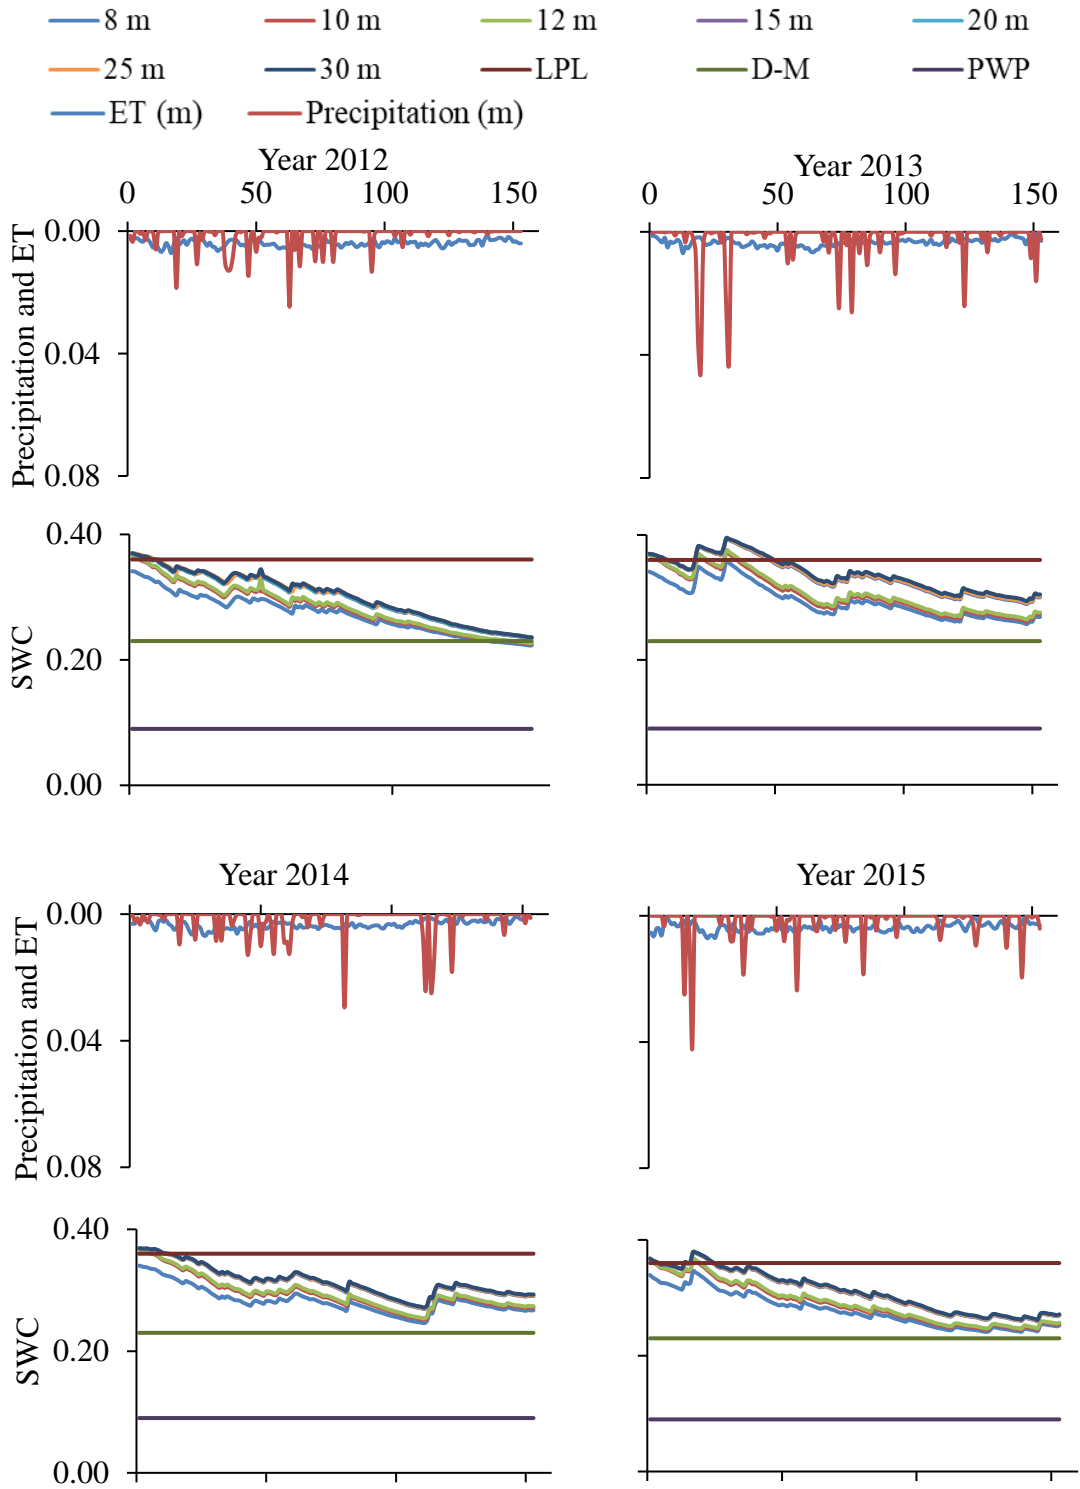 8 m 10 m 12 m 15 m 20 m
25 m 30 m LPL D-M PWP
ET (m) Precipitation (m)
Year 2012 Year 2013
0 50 100 150 0 50 100 150
Precipitation and ET
0.00
0.04
0.08
SWC
0.40
0.20
0.00
Year 2014 Year 2015
Precipitation and ET
0.00
0.04
0.08
SWC
0.40
0.20
0.00